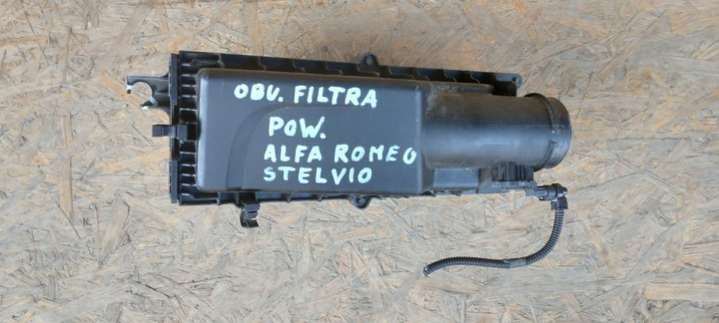 OBU. FILTRA
POW.
ALFA ROMEO
STELVIO